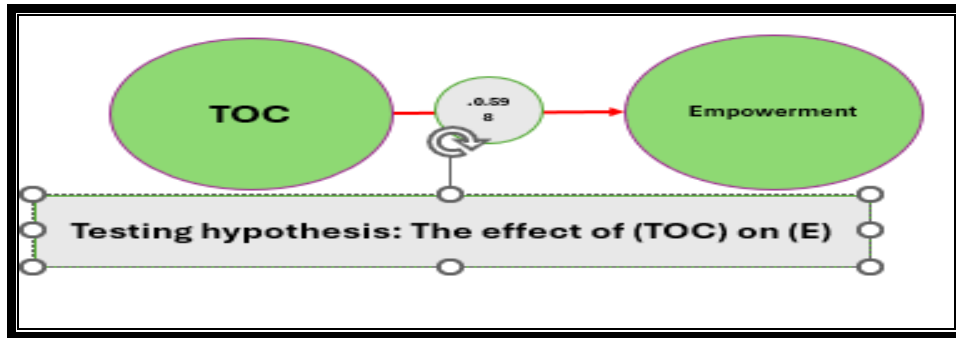 TOC
.0.59
8
Empowerment
Testing hypothesis: The effect of (TOC) on (E)